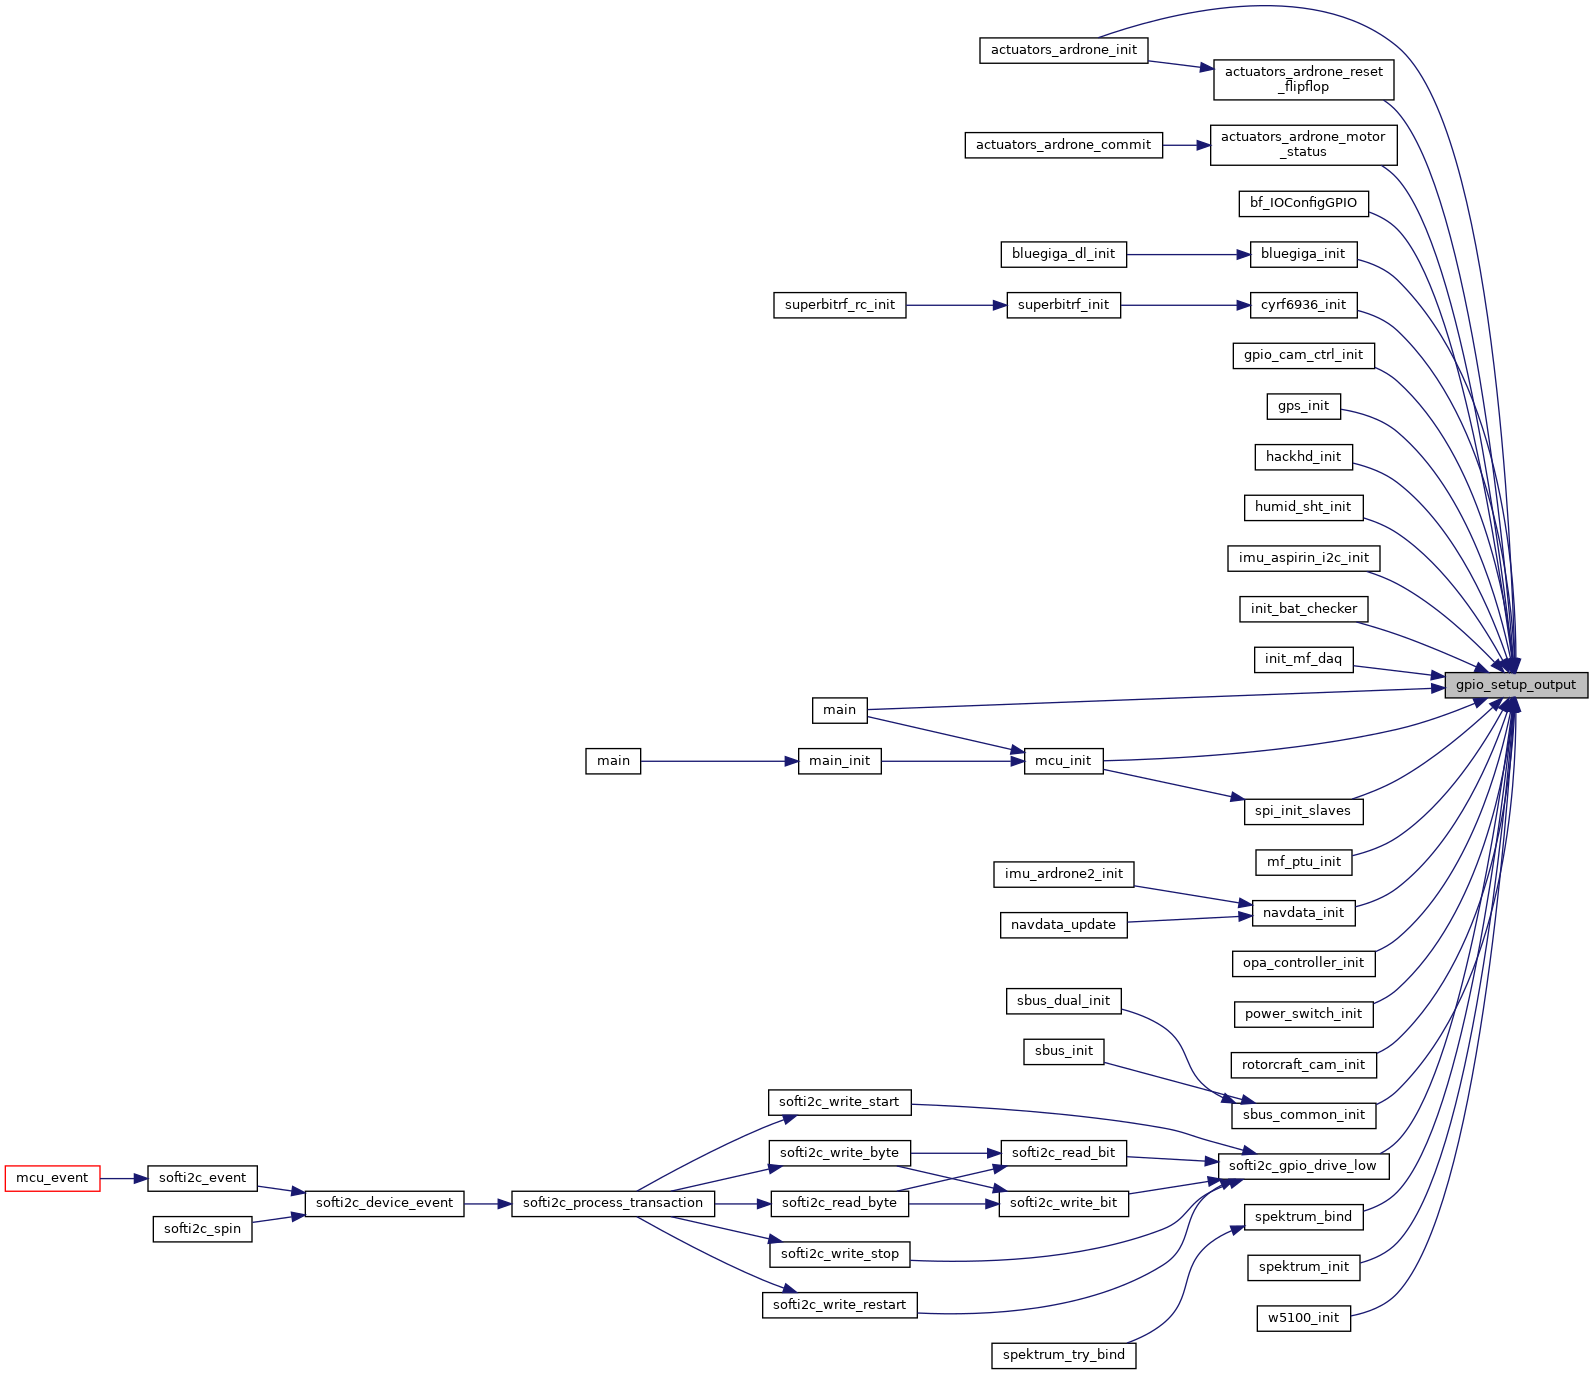 actuators_ardrone_init
actuators_ardrone_reset
_flipflop
actuators_ardrone_commit
actuators_ardrone_motor
_status
bf_IOConfigGPIO
bluegiga_dl_init
bluegiga_init
superbitrf_rc_init
superbitrf_init
cyrf6936_init
gpio_cam_ctrl_init
gps_init
hackhd_init
humid_sht_init
imu_aspirin_i2c_init
init_bat_checker
init_mf_daq
gpio_setup_output
main
main
main_init
mcu_init
spi_init_slaves
mf_ptu_init
imu_ardrone2_init
navdata_init
navdata_update
opa_controller_init
sbus_dual_init
power_switch_init
sbus_init
rotorcraft_cam_init
softi2c_write_start
sbus_common_init
softi2c_write_byte
softi2c_read_bit
softi2c_gpio_drive_low
mcu_event
softi2c_event
softi2c_device_event
softi2c_process_transaction
softi2c_read_byte
softi2c_write_bit
softi2c_spin
spektrum_bind
softi2c_write_stop
spektrum_init
softi2c_write_restart
w5100_init
spektrum_try_bind